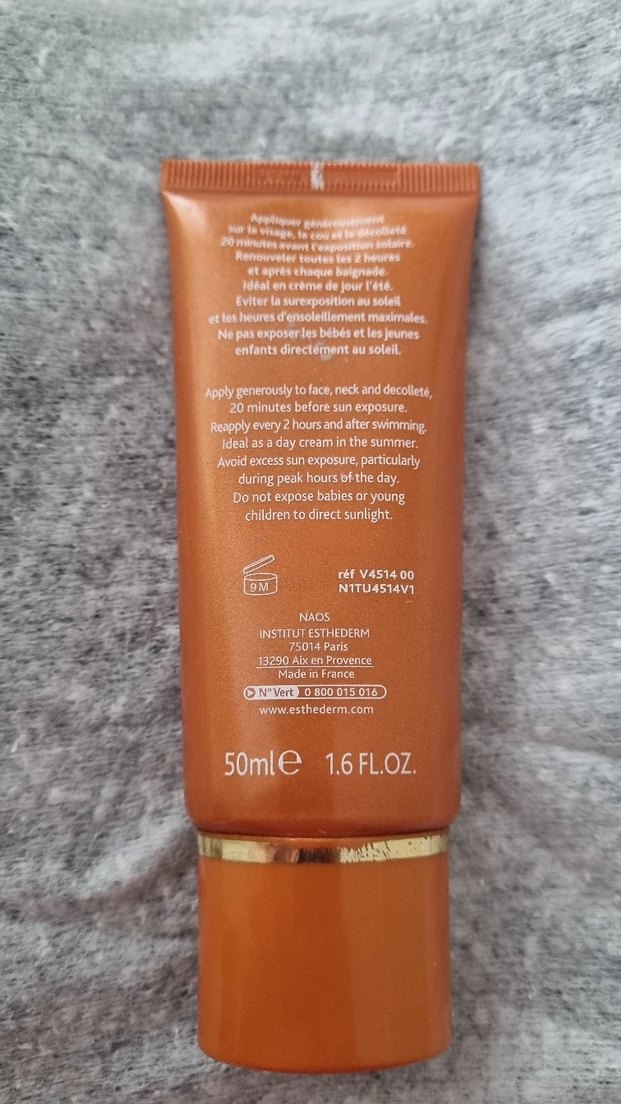 Appliquer généreusement
sur le visage, le cou et le décolleté
20 minutes avant l'exposition solaire.
Renouveler toutes les 2 heures
et après chaque baignade.
Idéal en crème de jour l'été.
Eviter la surexposition au soleil
et les heures d'ensoleillement maximales.
Ne pas exposer les bébés et les jeunes
enfants directement au soleil.
Apply generously to face, neck and decolleté,
20 minutes before sun exposure.
Reapply every 2 hours and after swimming.
Ideal as a day cream in the summer.
Avoid excess sun exposure, particularly
during peak hours of the day.
Do not expose babies or young
children to direct sunlight.
9M
réf V4514 00
N1TU4514V1
NAOS
INSTITUT ESTHEDERM
75014 Paris
13290 Aix en Provence
Made in France
N° Vert 0 800 015 016
www.esthederm.com
50ml℮ 1.6 FL.OZ.